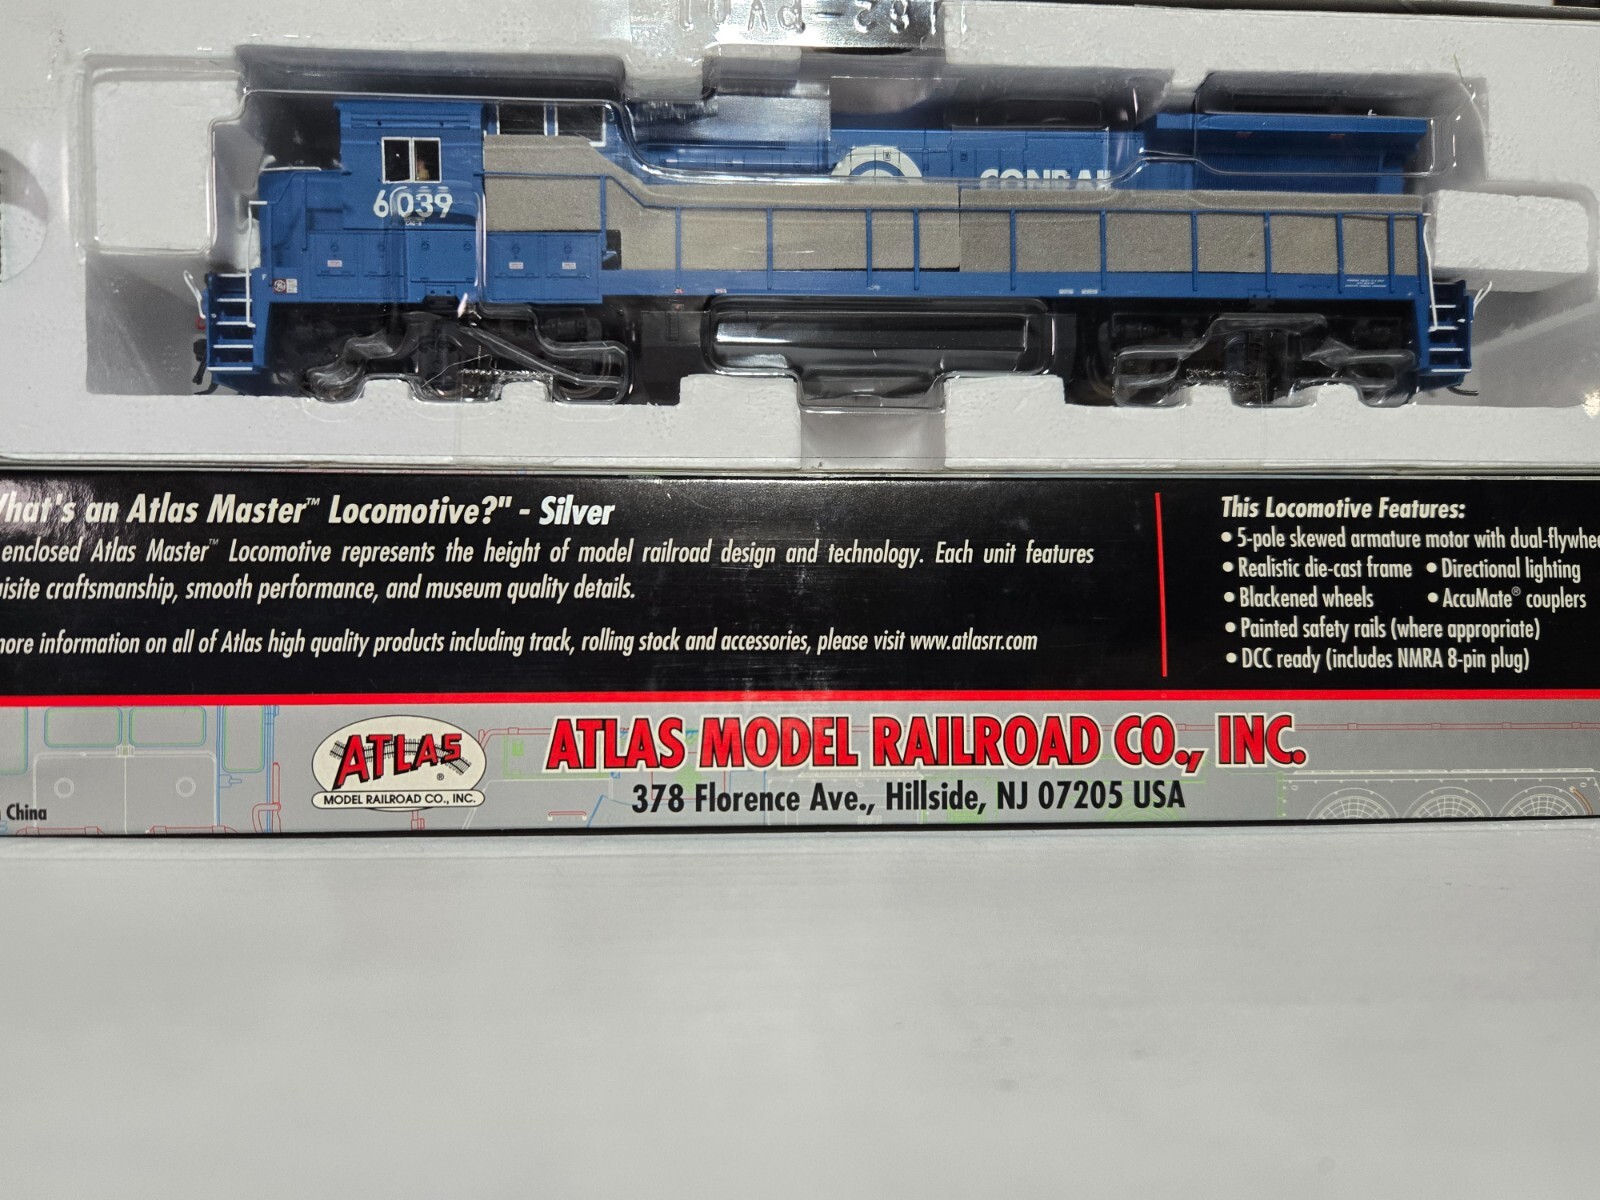 6039
CONRAIL
What's an Atlas Master™ Locomotive?" - Silver
enclosed Atlas Master™ Locomotive represents the height of model railroad design and technology. Each unit features
craftsmanship, smooth performance, and museum quality details.
more information on all of Atlas high quality products including track, rolling stock and accessories, please visit www.atlasrr.com
This Locomotive Features:
• 5-pole skewed armature motor with dual-flywhee
• Realistic die-cast frame • Directional lighting
• Blackened wheels • AccuMate® couplers
• Painted safety rails (where appropriate)
• DCC ready (includes NMRA 8-pin plug)
ATLAS®
MODEL RAILROAD CO., INC.
ATLAS MODEL RAILROAD CO., INC.
378 Florence Ave., Hillside, NJ 07205 USA
China